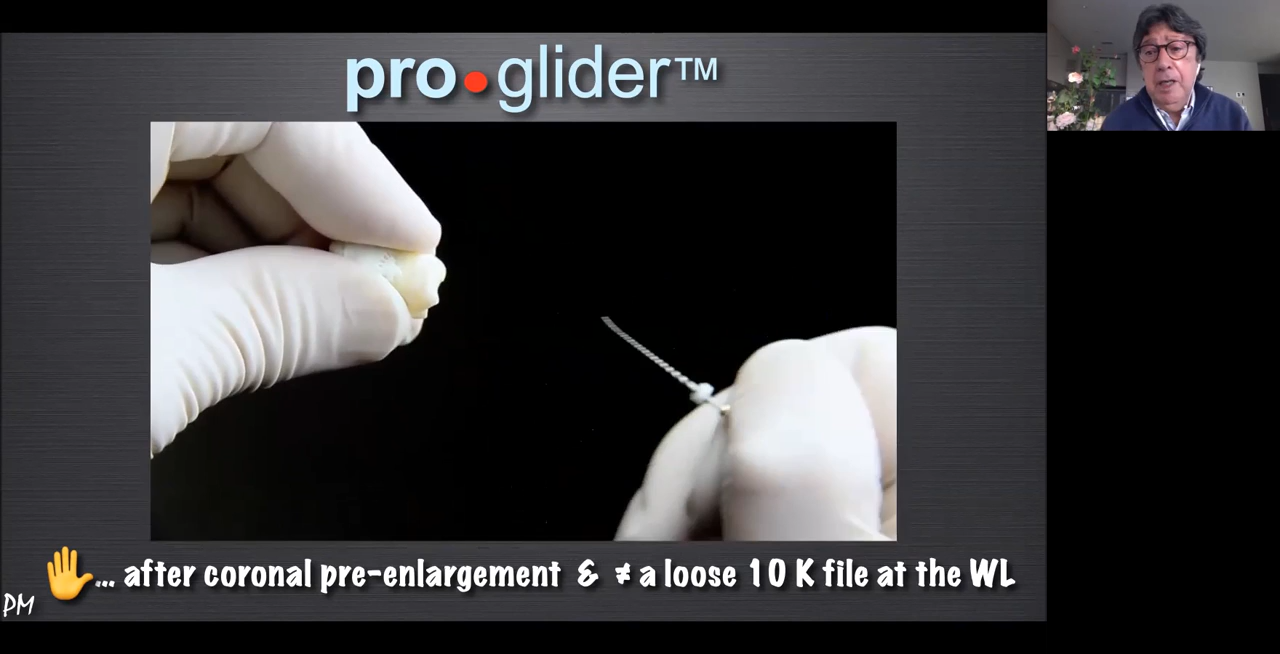 pro•glider™
✋... after coronal pre-enlargement & ≠ a loose 10 K file at the WL
PM